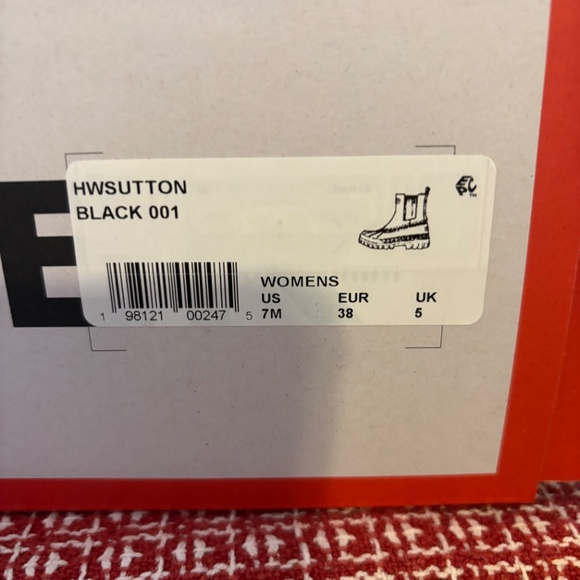 HWSUTTON
BLACK 001
E
1 98121 00247 5
WOMENS
US EUR UK
7M 38 5